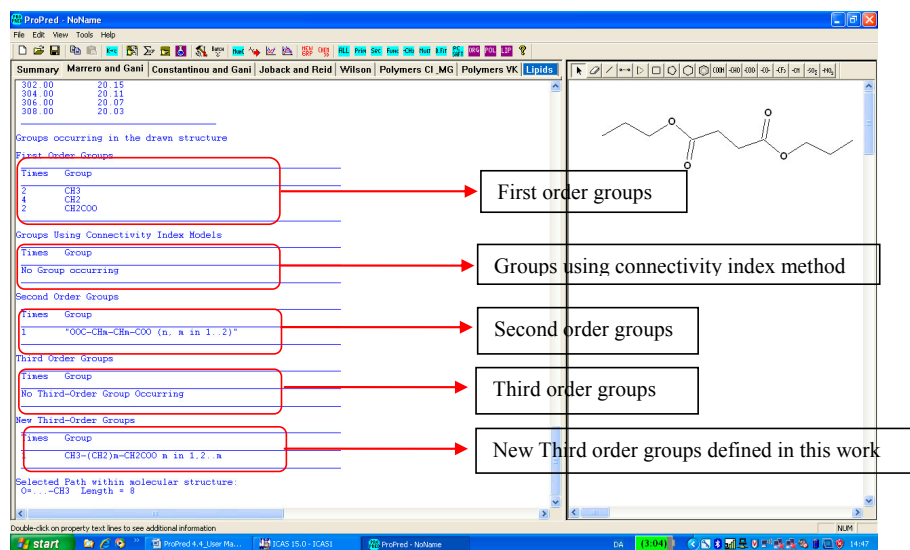 ProPred - NoName
File Edit View Tools Help
Summary Marrero and Gani Constantinou and Gani Joback and Reid Wilson Polymers CI_MG Polymers VK Lipids
302.00 20.15
304.00 20.11
306.00 20.07
308.00 20.03
Groups occurring in the drawn structure
First Order Groups
Times Group
2 CH3
4 CH2
2 CH2COO
First order groups
Groups Using Connectivity Index Models
Times Group
No Group occurring
Groups using connectivity index method
Second Order Groups
Times Group
1 "OOC-CHm-CHm-COO (n, m in 1..2)"
Second order groups
Third Order Groups
Times Group
No Third-Order Group Occurring
Third order groups
New Third-Order Groups
Times Group
1 CH3-(CH2)m-CH2COO m in 1,2..m
New Third order groups defined in this work
Selected Path within molecular structure:
O=...-CH3 Length = 8
O
O
O
O
Double-click on property text lines to see additional information
NUM
start
ProPred 4.4_User Ma...
ICAS 15.0 - ICAS1
ProPred - NoName
DA
(3:04)
14:47